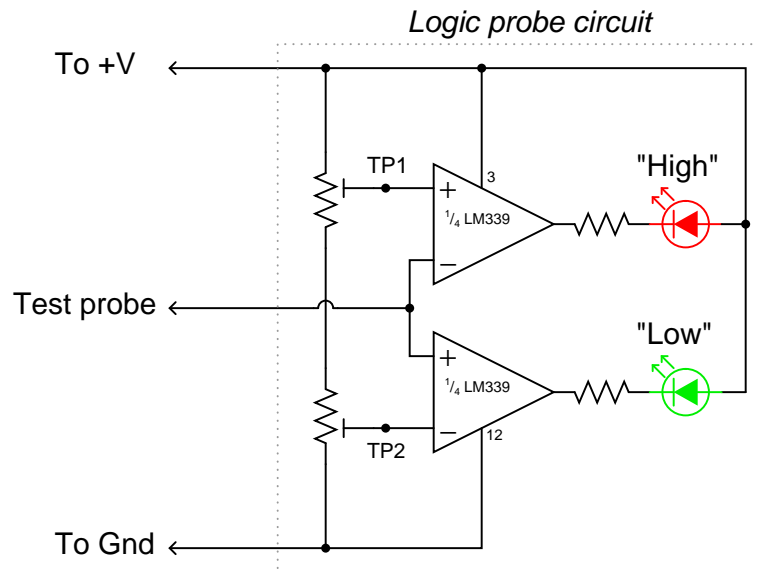 Logic probe circuit
To +V
TP1
3
"High"
+
1/4 LM339
−
Test probe
"Low"
+
1/4 LM339
−
TP2
12
To Gnd